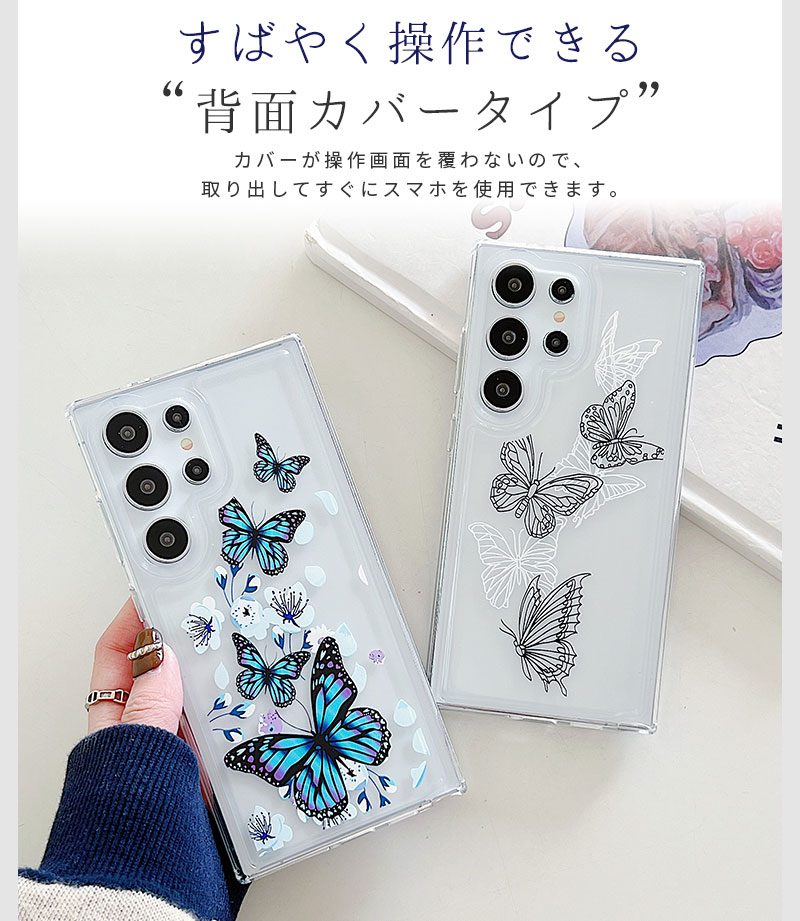 すばやく操作できる
“背面カバータイプ”
カバーが操作画面を覆わないので、
取り出してすぐにスマホを使用できます。